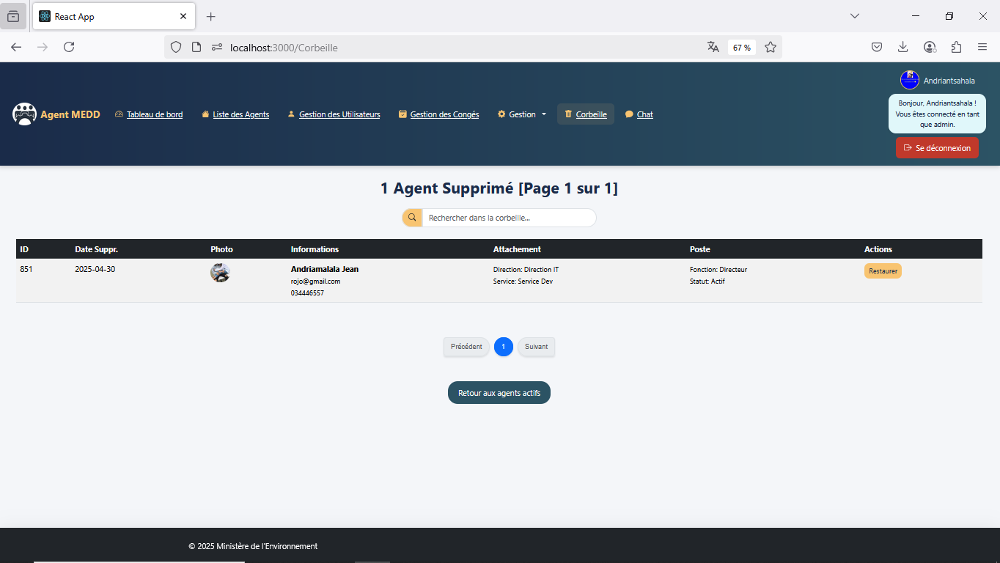 React App
localhost:3000/Corbeille
67 %
Andriantsahala
Agent MEDD
Tableau de bord
Liste des Agents
Gestion des Utilisateurs
Gestion des Congés
Gestion
Corbeille
Chat
Bonjour, Andriantsahala !
Vous êtes connecté en tant
que admin.
Se déconnexion
1 Agent Supprimé [Page 1 sur 1]
Rechercher dans la corbeille...
ID Date Suppr. Photo Informations Attachement Poste Actions
851 2025-04-30 Andriamalala Jean Direction: Direction IT Fonction: Directeur Restaurer
rojo@gmail.com Service: Service Dev Statut: Actif
034446557
Précédent 1 Suivant
Retour aux agents actifs
© 2025 Ministère de l'Environnement